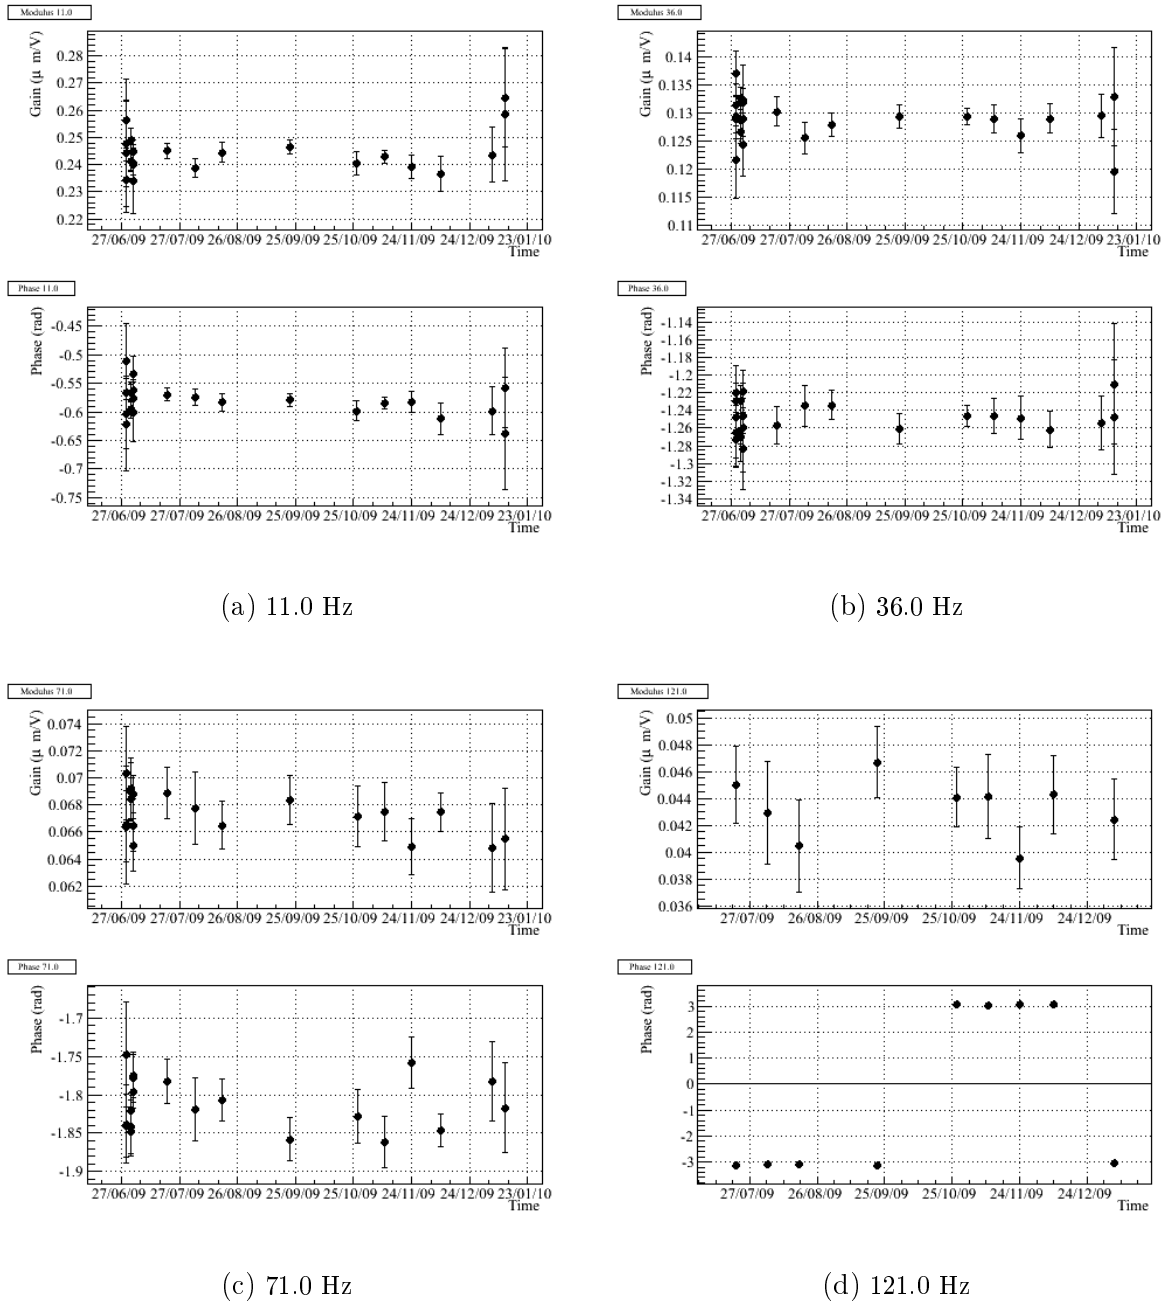 Modulus 11.0
Gain (μ m/V)
0.28
0.27
0.26
0.25
0.24
0.23
0.22
27/06/09 27/07/09 26/08/09 25/09/09 25/10/09 24/11/09 24/12/09 23/01/10
Time
Phase 11.0
Phase (rad)
-0.45
-0.5
-0.55
-0.6
-0.65
-0.7
-0.75
27/06/09 27/07/09 26/08/09 25/09/09 25/10/09 24/11/09 24/12/09 23/01/10
Time
(a) 11.0 Hz
Modulus 36.0
Gain (μ m/V)
0.14
0.135
0.13
0.125
0.12
0.115
0.11
27/06/09 27/07/09 26/08/09 25/09/09 25/10/09 24/11/09 24/12/09 23/01/10
Time
Phase 36.0
Phase (rad)
-1.14
-1.16
-1.18
-1.2
-1.22
-1.24
-1.26
-1.28
-1.3
-1.32
-1.34
27/06/09 27/07/09 26/08/09 25/09/09 25/10/09 24/11/09 24/12/09 23/01/10
Time
(b) 36.0 Hz
Modulus 71.0
Gain (μ m/V)
0.074
0.072
0.07
0.068
0.066
0.064
0.062
27/06/09 27/07/09 26/08/09 25/09/09 25/10/09 24/11/09 24/12/09 23/01/10
Time
Phase 71.0
Phase (rad)
-1.7
-1.75
-1.8
-1.85
-1.9
27/06/09 27/07/09 26/08/09 25/09/09 25/10/09 24/11/09 24/12/09 23/01/10
Time
(c) 71.0 Hz
Modulus 121.0
Gain (μ m/V)
0.05
0.048
0.046
0.044
0.042
0.04
0.038
0.036
27/07/09 26/08/09 25/09/09 25/10/09 24/11/09 24/12/09
Time
Phase 121.0
Phase (rad)
3
2
1
0
-1
-2
-3
27/07/09 26/08/09 25/09/09 25/10/09 24/11/09 24/12/09
Time
(d) 121.0 Hz